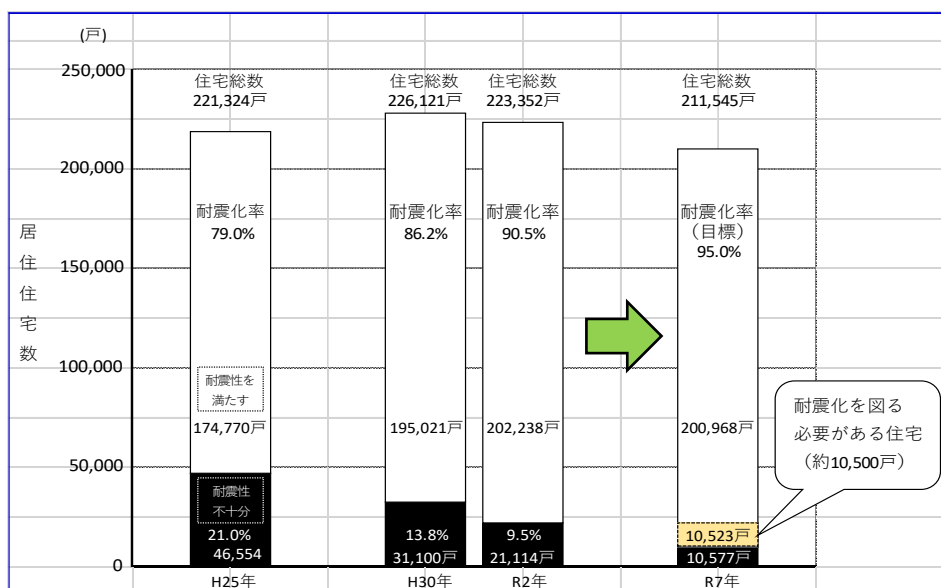 (戸)
250,000
200,000
150,000
100,000
50,000
0
居住住宅数
住宅総数
221,324戸
耐震化率
79.0%
耐震性を
満たす
174,770戸
耐震性
不十分
21.0%
46,554
H25年
住宅総数
226,121戸
耐震化率
86.2%
195,021戸
13.8%
31,100戸
H30年
住宅総数
223,352戸
耐震化率
90.5%
202,238戸
9.5%
21,114戸
R2年
住宅総数
211,545戸
耐震化率
(目標)
95.0%
200,968戸
10,523戸
10,577戸
R7年
耐震化を図る
必要がある住宅
(約10,500戸)